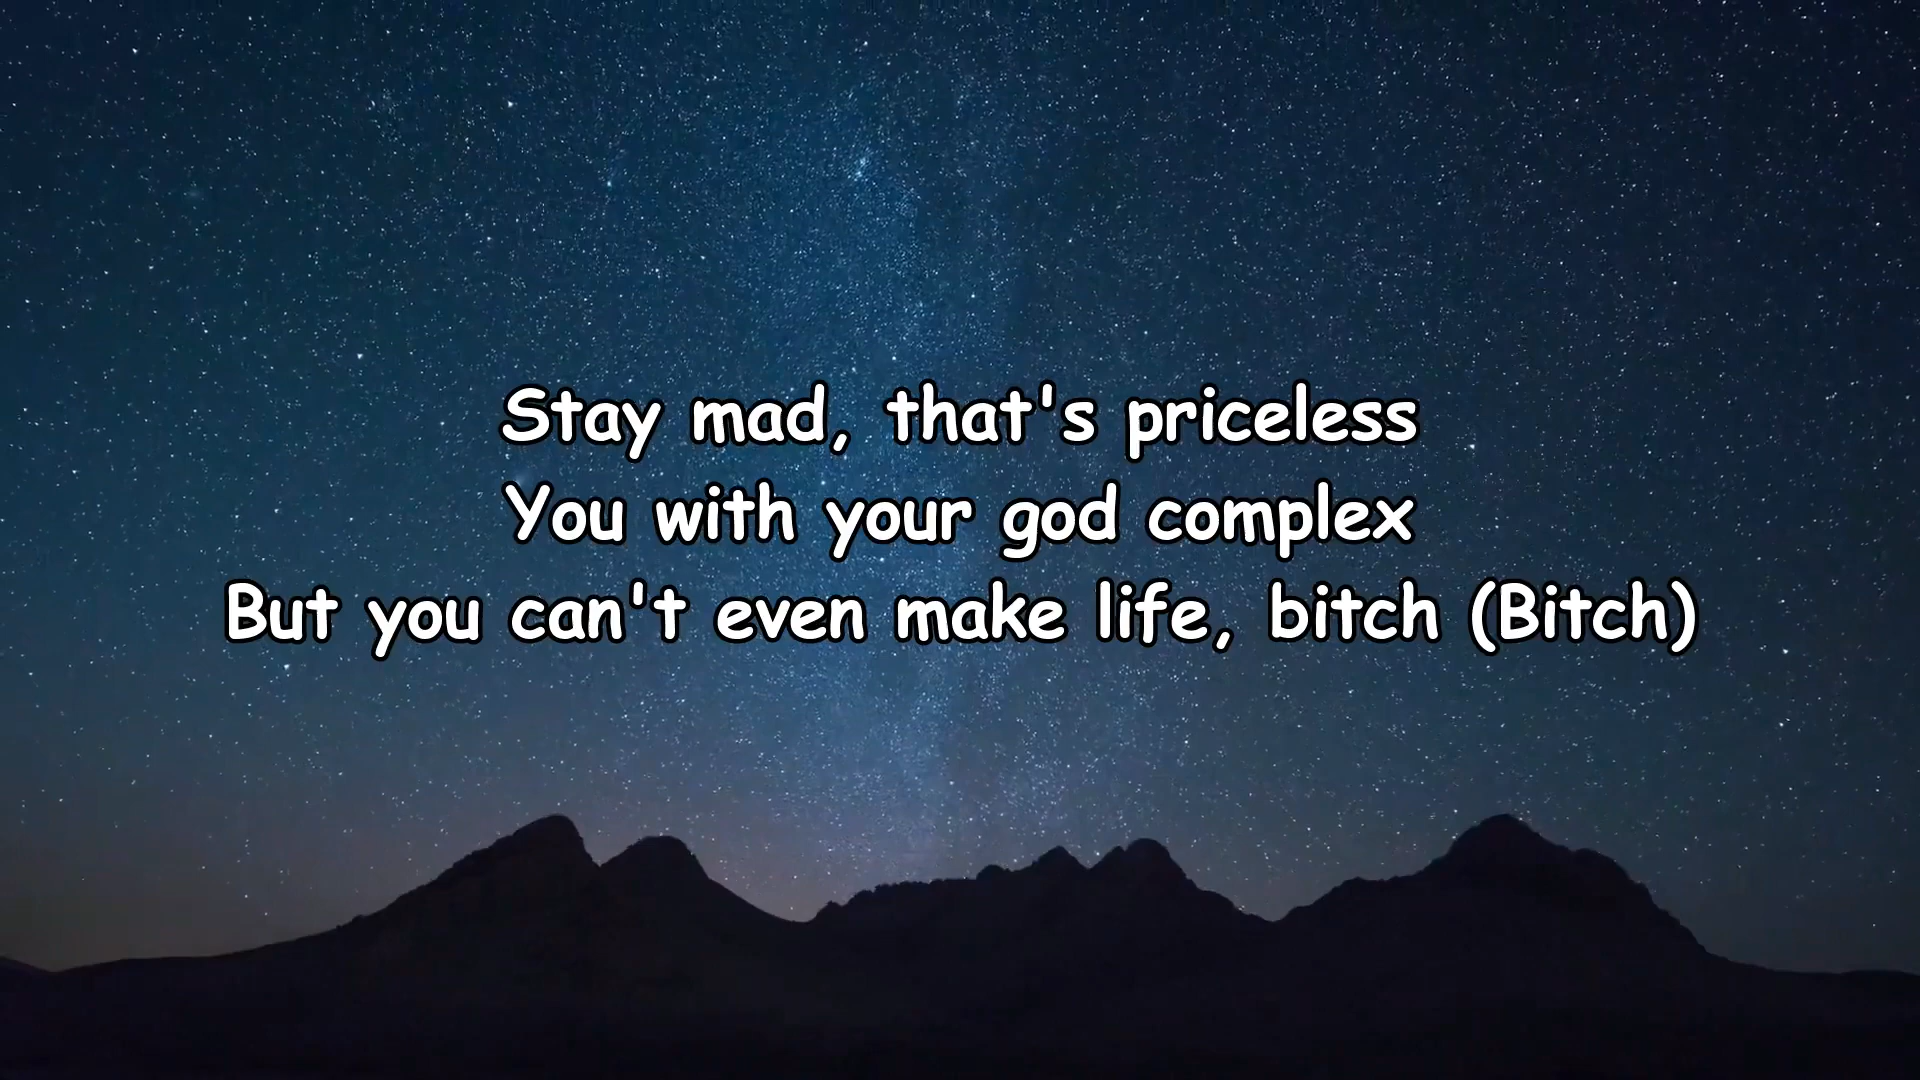 Stay mad, that's priceless
You with your god complex
But you can't even make life, bitch (Bitch)